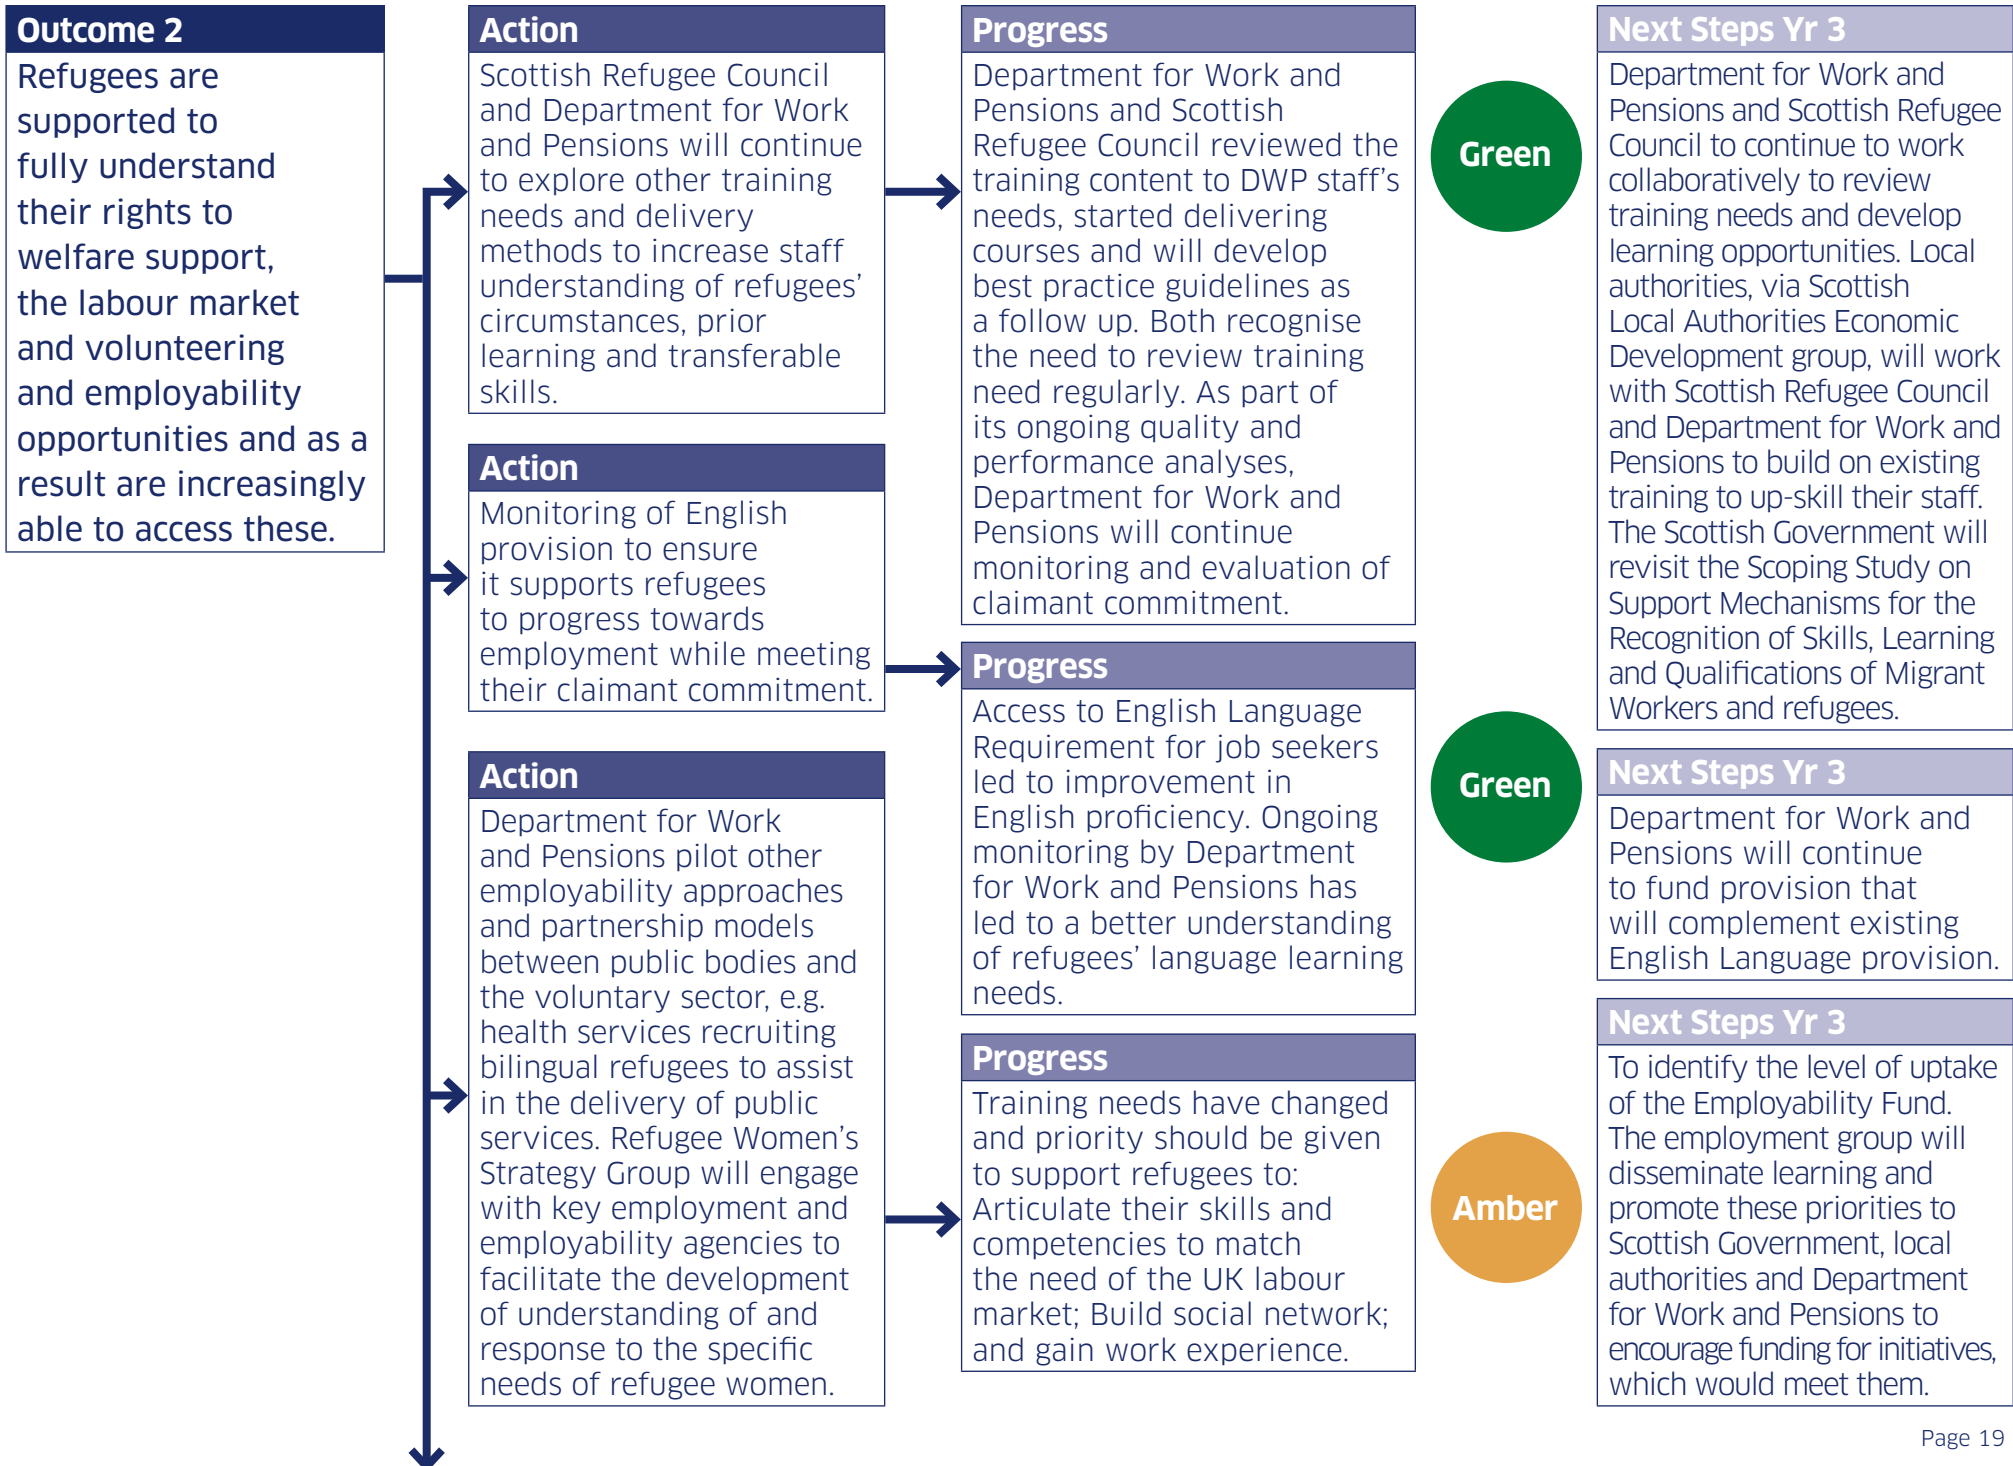 Outcome 2
Refugees are
supported to
fully understand
their rights to
welfare support,
the labour market
and volunteering
and employability
opportunities and as a
result are increasingly
able to access these.
Action
Scottish Refugee Council
and Department for Work
and Pensions will continue
to explore other training
needs and delivery
methods to increase staff
understanding of refugees’
circumstances, prior
learning and transferable
skills.
Progress
Department for Work and
Pensions and Scottish
Refugee Council reviewed the
training content to DWP staff’s
needs, started delivering
courses and will develop
best practice guidelines as
a follow up. Both recognise
the need to review training
need regularly. As part of
its ongoing quality and
performance analyses,
Department for Work and
Pensions will continue
monitoring and evaluation of
claimant commitment.
Green
Next Steps Yr 3
Department for Work and
Pensions and Scottish Refugee
Council to continue to work
collaboratively to review
training needs and develop
learning opportunities. Local
authorities, via Scottish
Local Authorities Economic
Development group, will work
with Scottish Refugee Council
and Department for Work and
Pensions to build on existing
training to up-skill their staff.
The Scottish Government will
revisit the Scoping Study on
Support Mechanisms for the
Recognition of Skills, Learning
and Qualifications of Migrant
Workers and refugees.
Action
Monitoring of English
provision to ensure
it supports refugees
to progress towards
employment while meeting
their claimant commitment.
Progress
Access to English Language
Requirement for job seekers
led to improvement in
English proficiency. Ongoing
monitoring by Department
for Work and Pensions has
led to a better understanding
of refugees’ language learning
needs.
Green
Next Steps Yr 3
Department for Work and
Pensions will continue
to fund provision that
will complement existing
English Language provision.
Action
Department for Work
and Pensions pilot other
employability approaches
and partnership models
between public bodies and
the voluntary sector, e.g.
health services recruiting
bilingual refugees to assist
in the delivery of public
services. Refugee Women’s
Strategy Group will engage
with key employment and
employability agencies to
facilitate the development
of understanding of and
response to the specific
needs of refugee women.
Progress
Training needs have changed
and priority should be given
to support refugees to:
Articulate their skills and
competencies to match
the need of the UK labour
market; Build social network;
and gain work experience.
Amber
Next Steps Yr 3
To identify the level of uptake
of the Employability Fund.
The employment group will
disseminate learning and
promote these priorities to
Scottish Government, local
authorities and Department
for Work and Pensions to
encourage funding for initiatives,
which would meet them.
Page 19